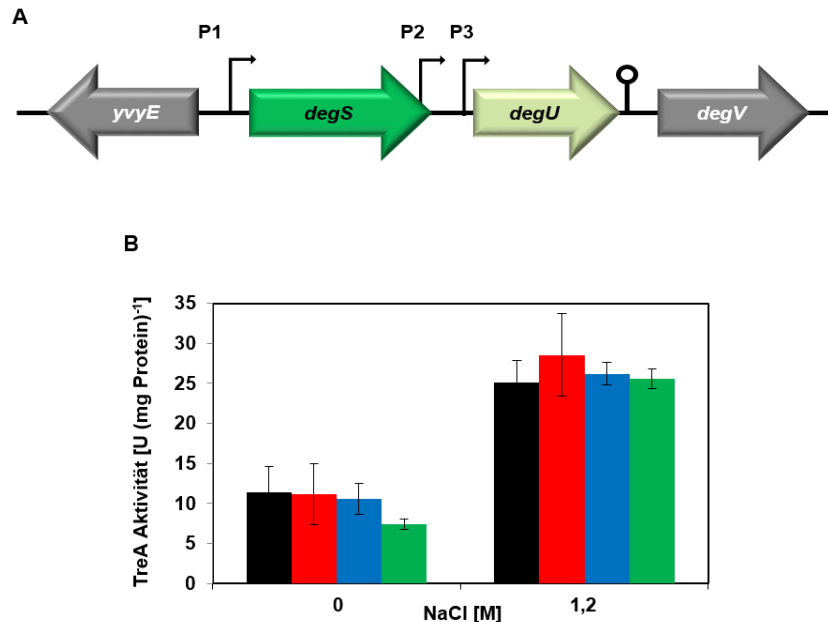 A
P1 P2 P3
yvyE degS degU degV
B
TreA Aktivität [U (mg Protein)-1]
35
30
25
20
15
10
5
0
0 1,2
NaCl [M]